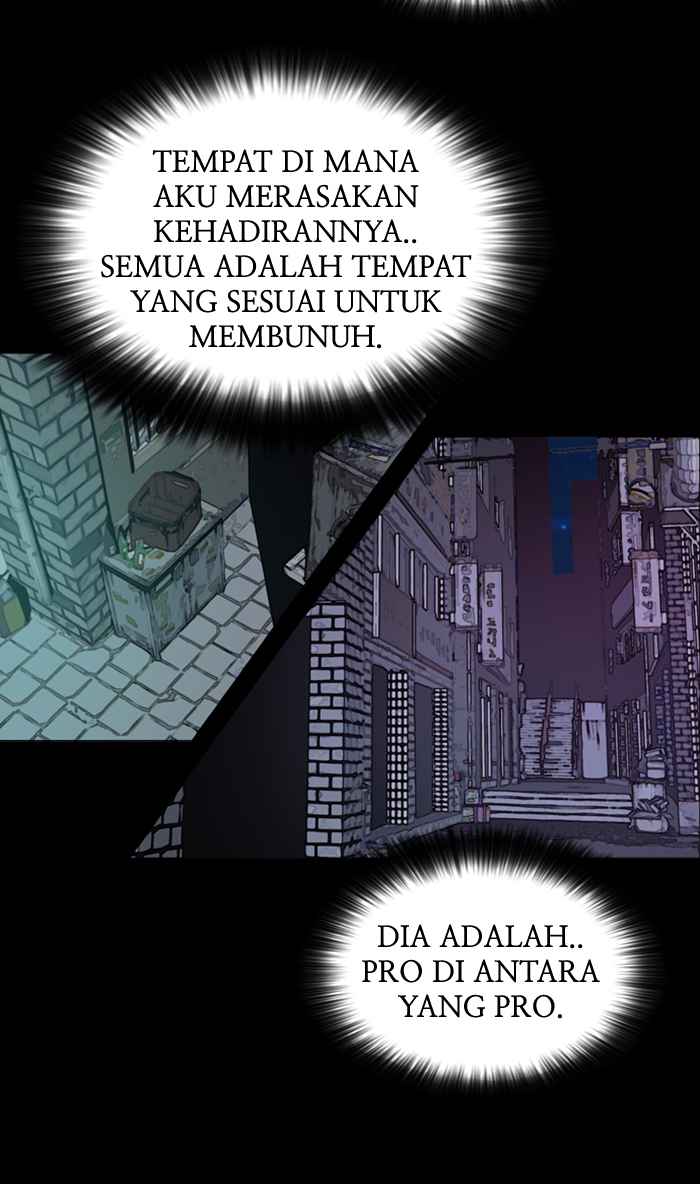 TEMPAT DI MANA
AKU MERASAKAN
KEHADIRANNYA..
SEMUA ADALAH TEMPAT
YANG SESUAI UNTUK
MEMBUNUH.
DIA ADALAH..
PRO DI ANTARA
YANG PRO.